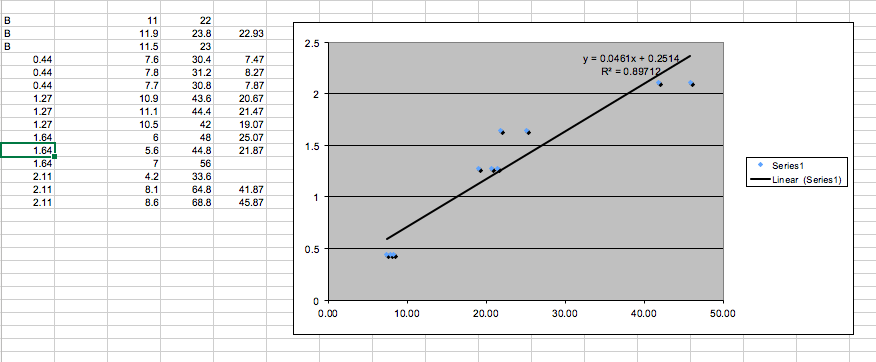 B 11 22
B 11.9 23.8 22.93
B 11.5 23
0.44 7.6 30.4 7.47
0.44 7.8 31.2 8.27
0.44 7.7 30.8 7.87
1.27 10.9 43.6 20.67
1.27 11.1 44.4 21.47
1.27 10.5 42 19.07
1.64 6 48 25.07
1.64 5.6 44.8 21.87
1.64 7 56
2.11 4.2 33.6
2.11 8.1 64.8 41.87
2.11 8.6 68.8 45.87
2.5
2
1.5
1
0.5
0
0.00 10.00 20.00 30.00 40.00 50.00
y = 0.0461x + 0.2514
R² = 0.89712
Series1
Linear (Series1)